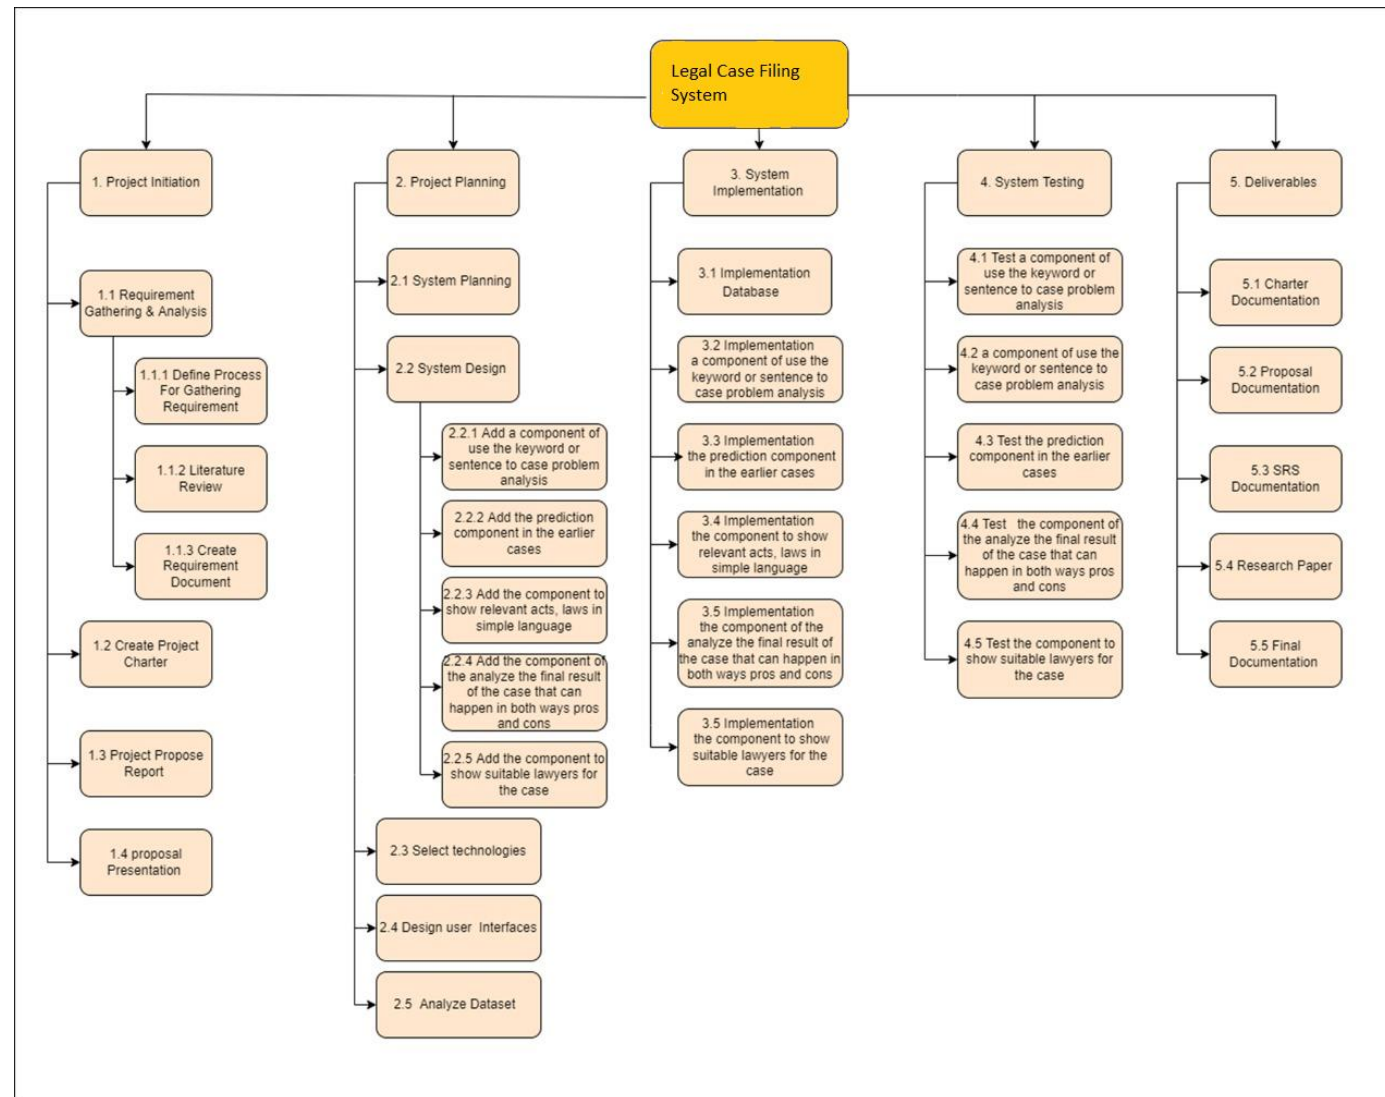 Legal Case Filing
System
1. Project Initiation
1.1 Requirement
Gathering & Analysis
1.1.1 Define Process
For Gathering
Requirement
1.1.2 Literature
Review
1.1.3 Create
Requirement
Document
1.2 Create Project
Charter
1.3 Project Propose
Report
1.4 proposal
Presentation
2. Project Planning
2.1 System Planning
2.2 System Design
2.2.1 Add a component of
use the keyword or
sentence to case problem
analysis
2.2.2 Add the prediction
component in the earlier
cases
2.2.3 Add the component to
show relevant acts, laws in
simple language
2.2.4 Add the component of
the analyze the final result
of the case that can
happen in both ways pros
and cons
2.2.5 Add the component to
show suitable lawyers for
the case
2.3 Select technologies
2.4 Design user Interfaces
2.5 Analyze Dataset
3. System
Implementation
3.1 Implementation
Database
3.2 Implementation
a component of use the
keyword or sentence to
case problem analysis
3.3 Implementation
the prediction component
in the earlier cases
3.4 Implementation
the component to show
relevant acts, laws in
simple language
3.5 Implementation
the component of the
analyze the final result of
the case that can happen in
both ways pros and cons
3.5 Implementation
the component to show
suitable lawyers for the
case
4. System Testing
4.1 Test a component of
use the keyword or
sentence to case problem
analysis
4.2 a component of use the
keyword or sentence to
case problem analysis
4.3 Test the prediction
component in the earlier
cases
4.4 Test the component of
the analyze the final result
of the case that can
happen in both ways pros
and cons
4.5 Test the component to
show suitable lawyers for
the case
5. Deliverables
5.1 Charter
Documentation
5.2 Proposal
Documentation
5.3 SRS
Documentation
5.4 Research Paper
5.5 Final
Documentation